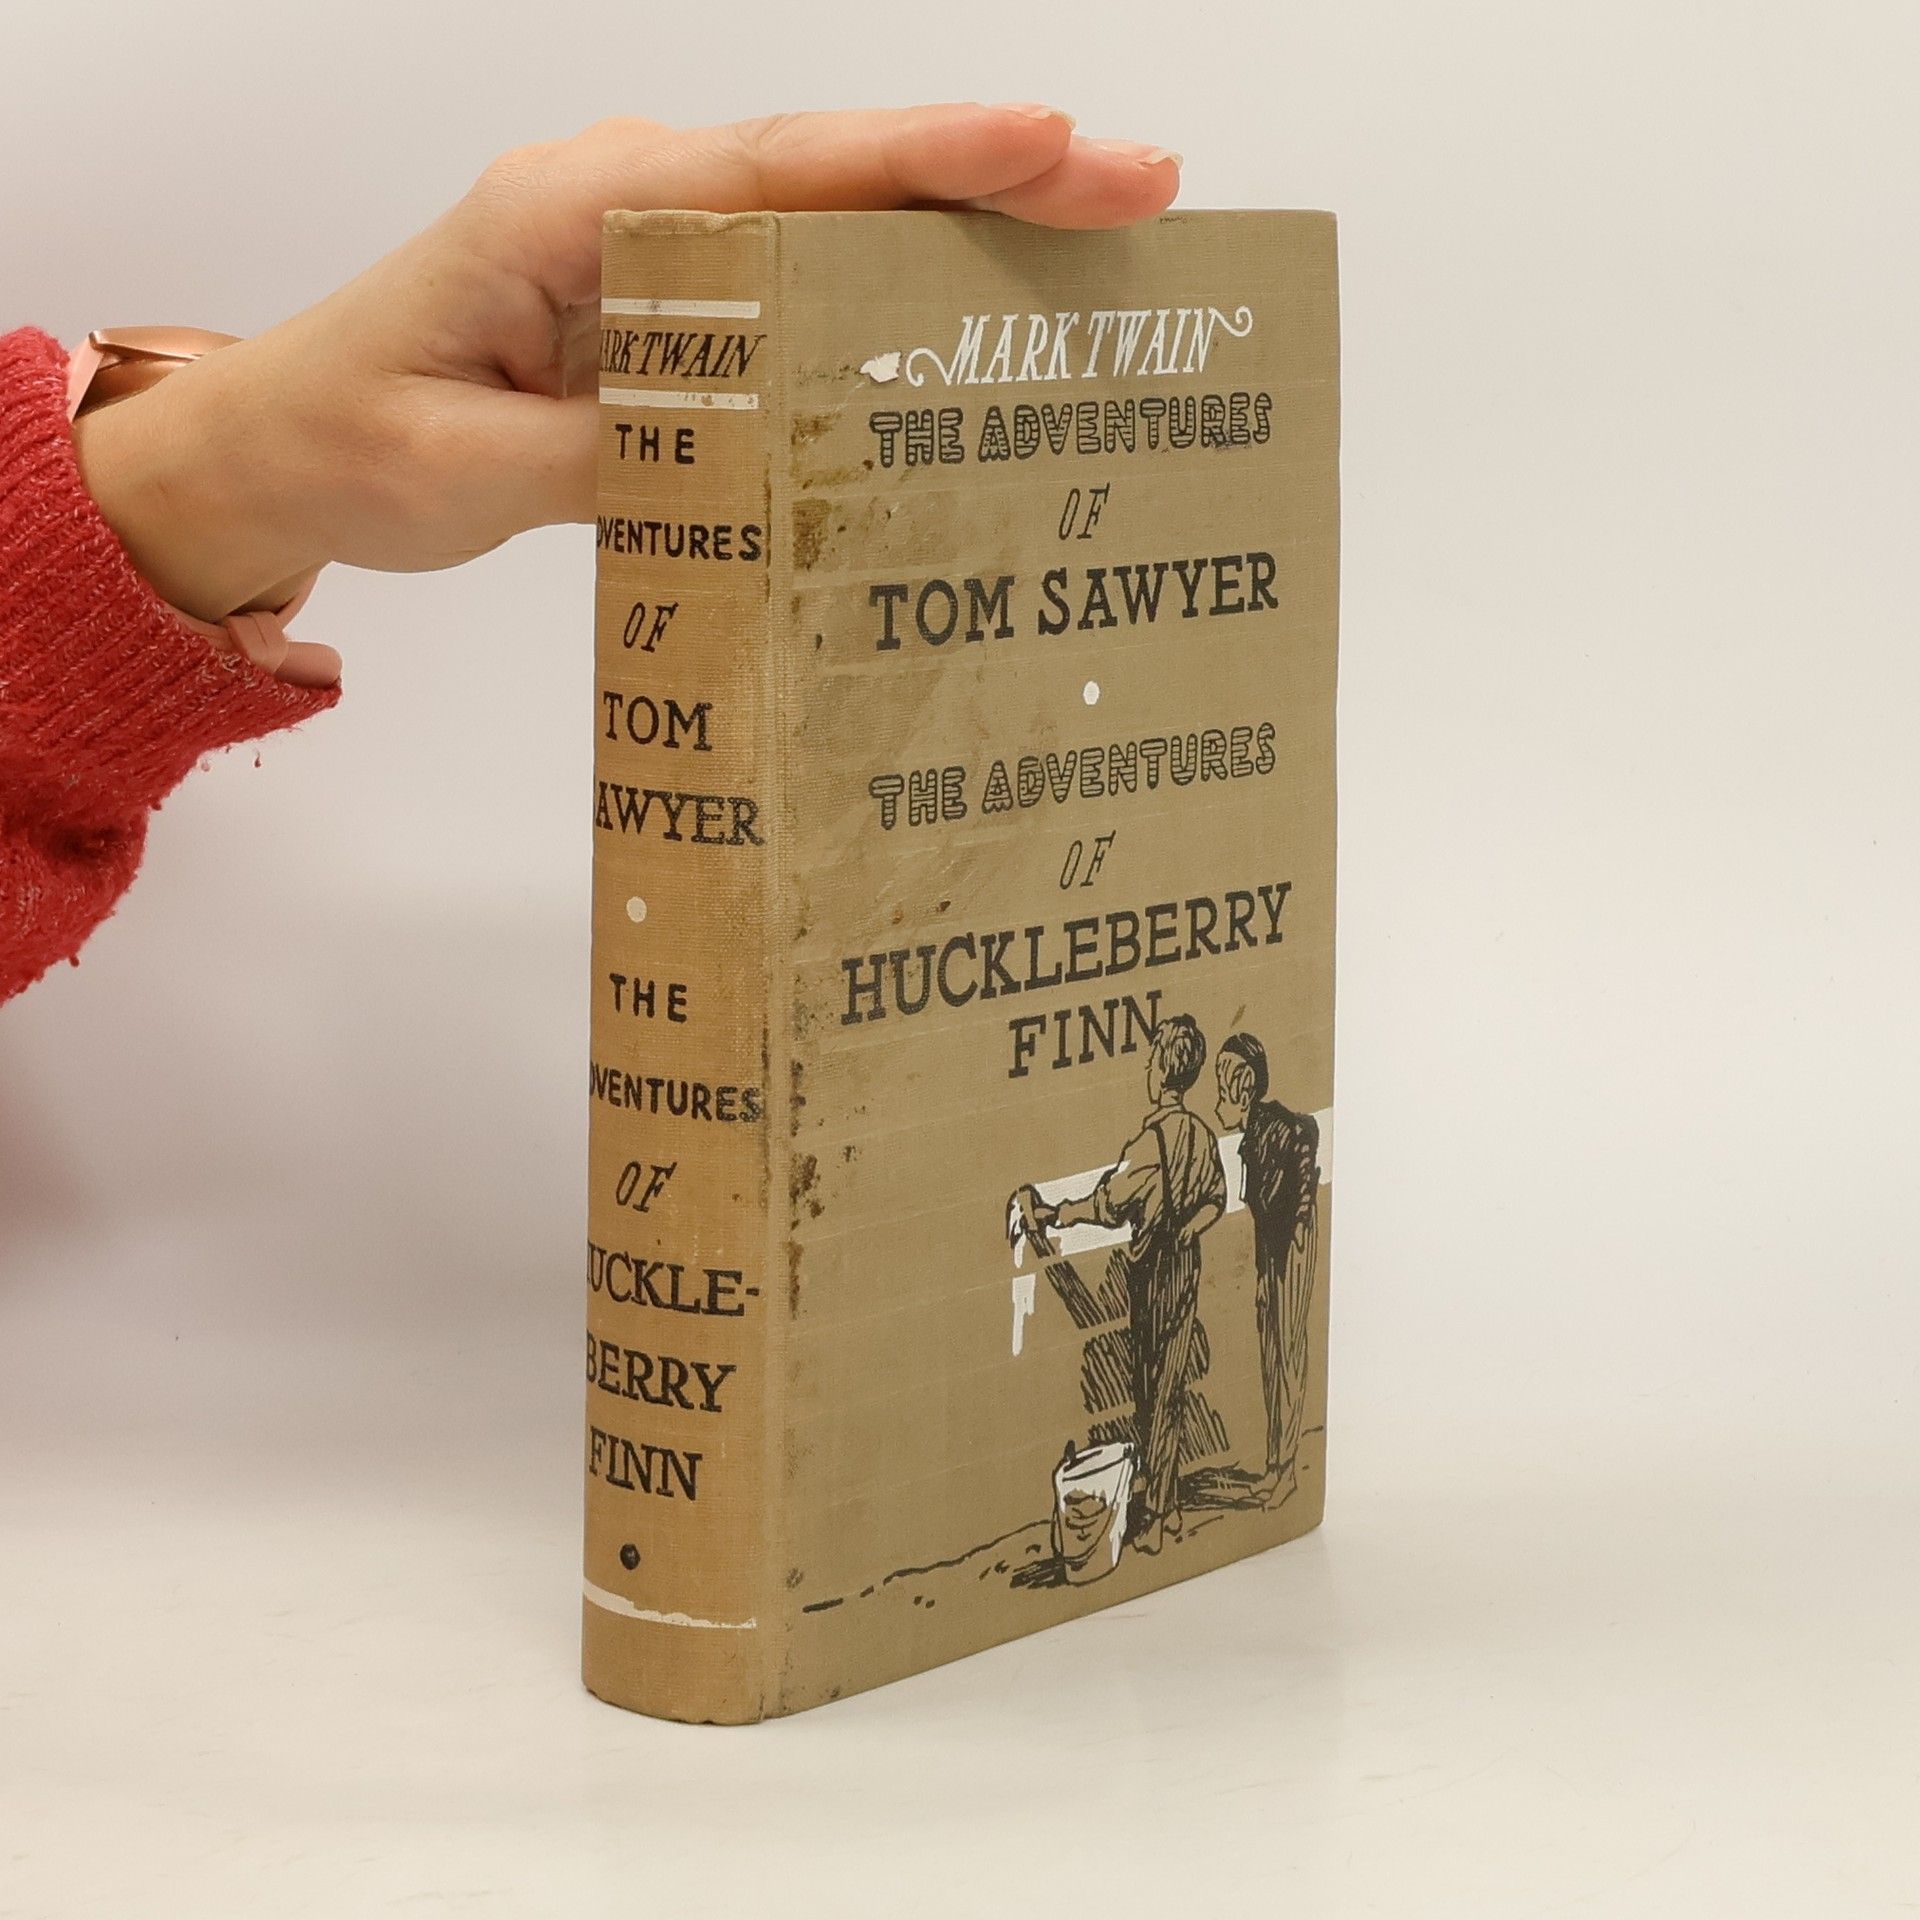 MARK TWAIN
THE
ADVENTURES
OF
TOM
SAWYER
THE
ADVENTURES
OF
HUCKLE-
BERRY
FINN
MARK TWAIN
THE ADVENTURES
OF
TOM SAWYER
THE ADVENTURES
OF
HUCKLEBERRY
FINN